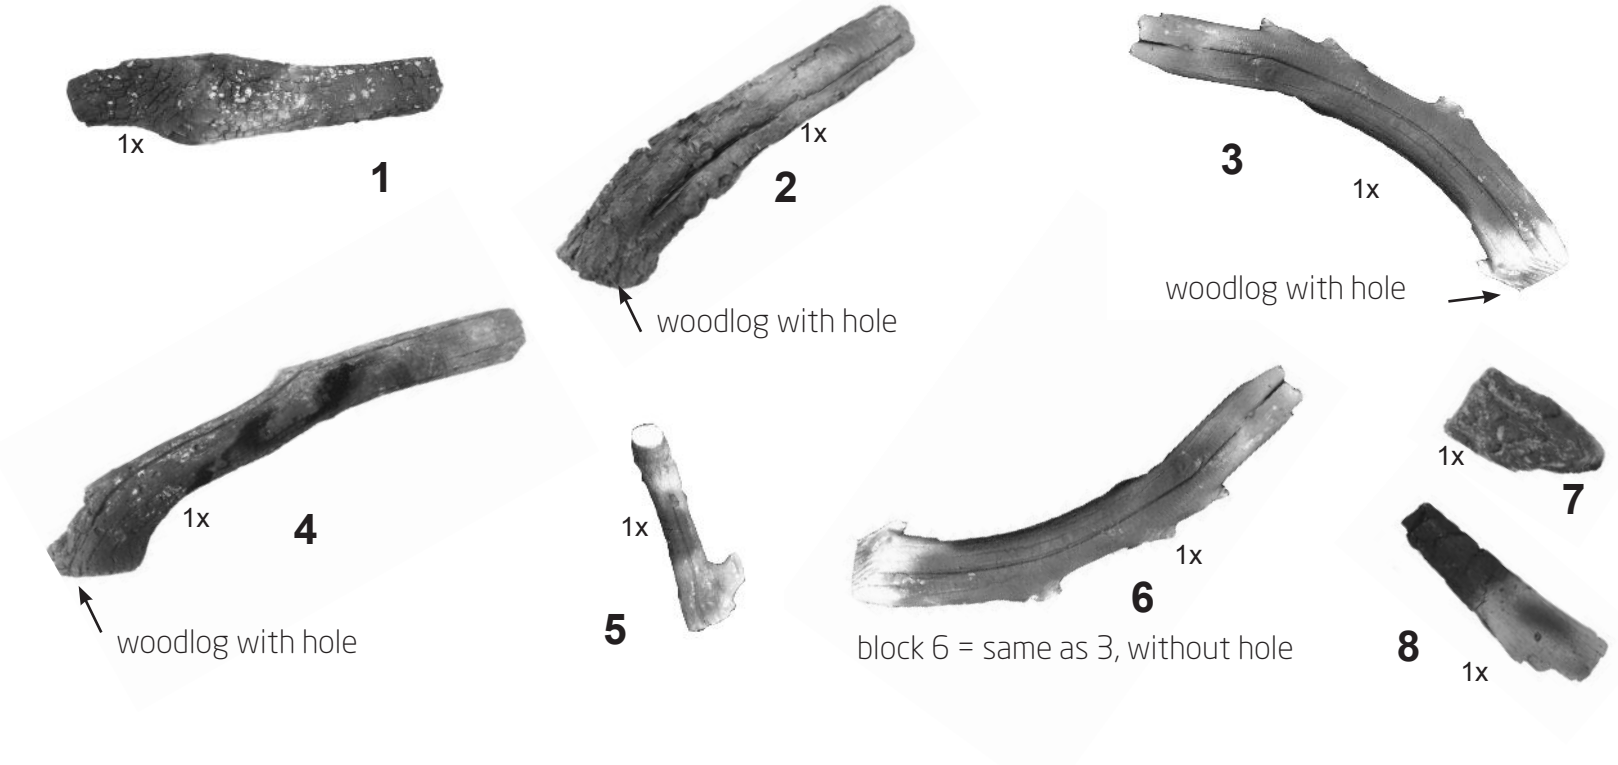 1x
1
1x
2
woodlog with hole
3
1x
woodlog with hole
1x
4
woodlog with hole
1x
5
1x
6
block 6 = same as 3, without hole
1x
7
8
1x